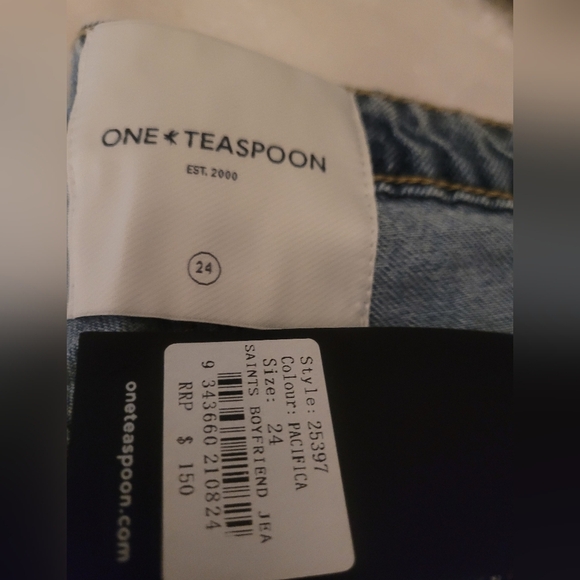 ONE TEASPOON
EST. 2000
24
oneteaspoon.com
Style: 25397
Colour: PACIFICA
Size: 24
SAINTS BOYFRIEND JEA
9 343660 210824
RRP $ 150